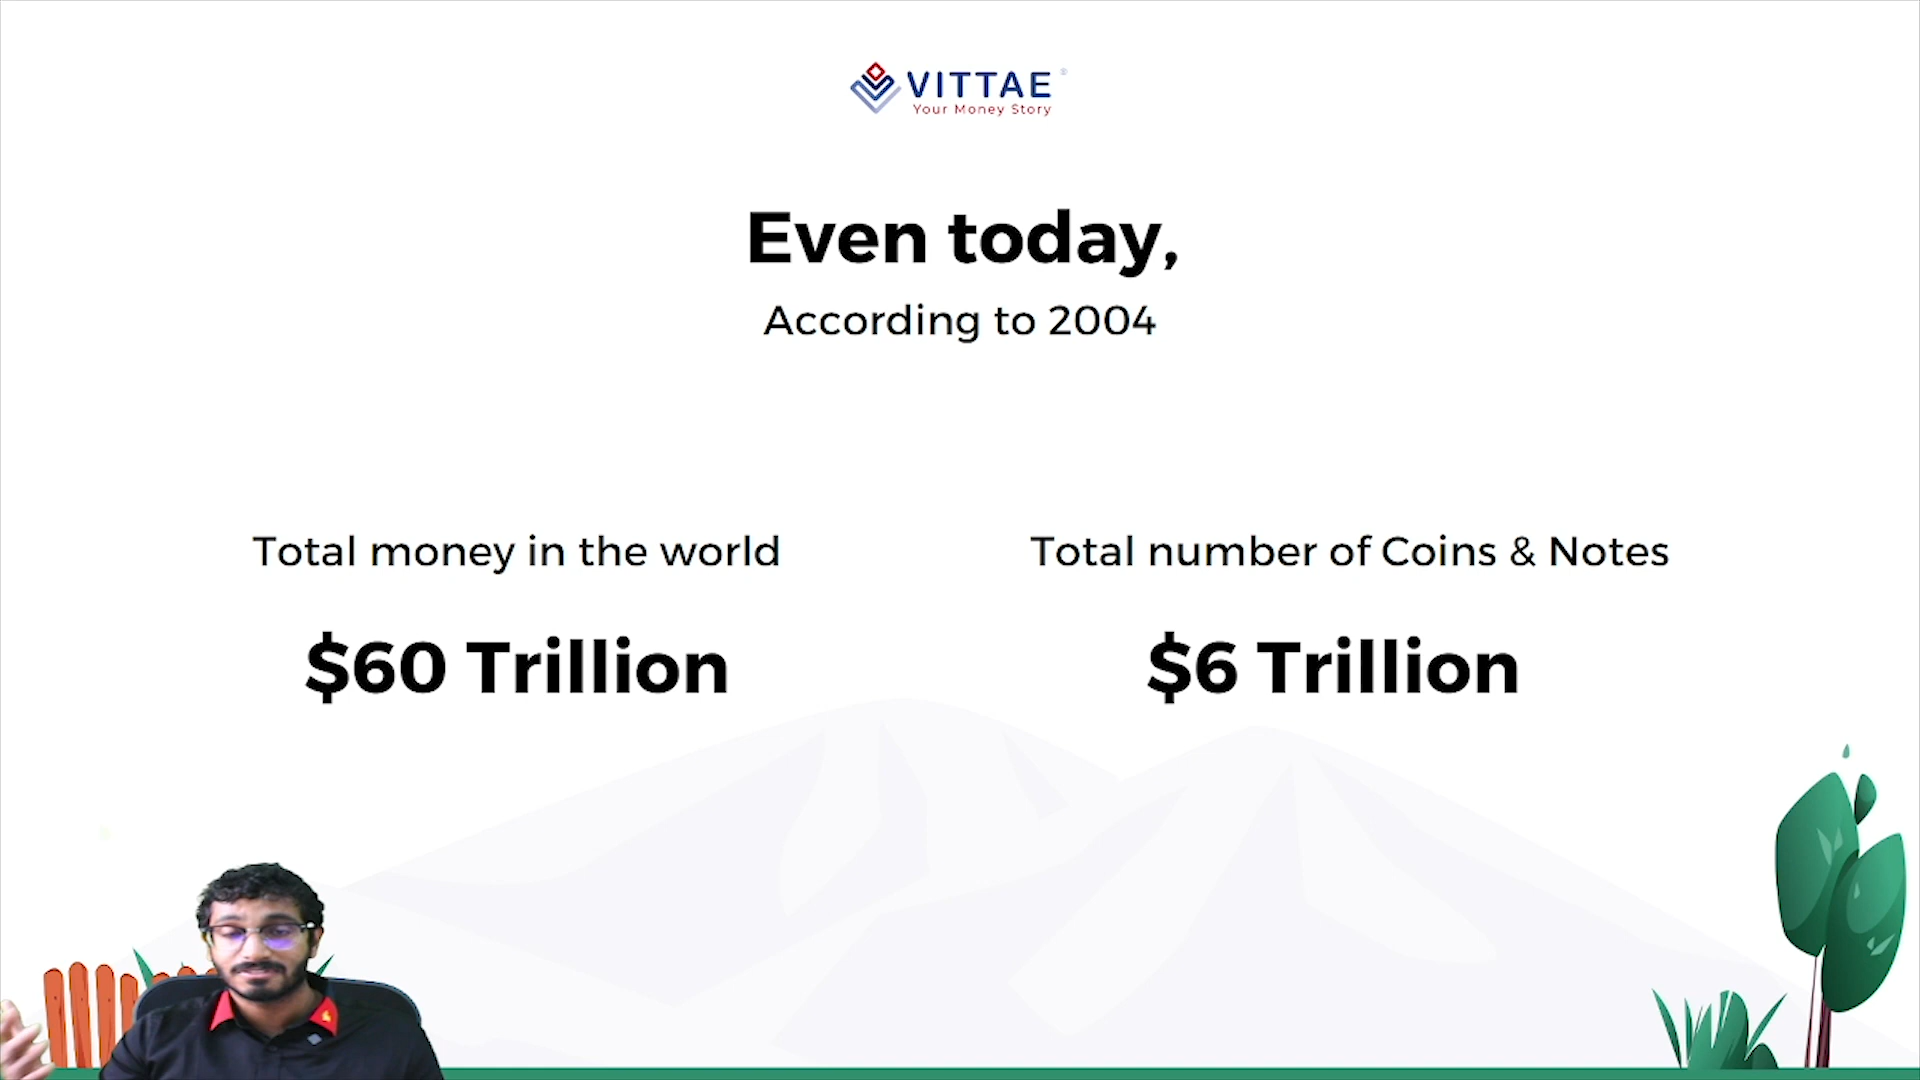 VITTAE
Your Money Story
Even today,
According to 2004
Total money in the world
Total number of Coins & Notes
$60 Trillion
$6 Trillion